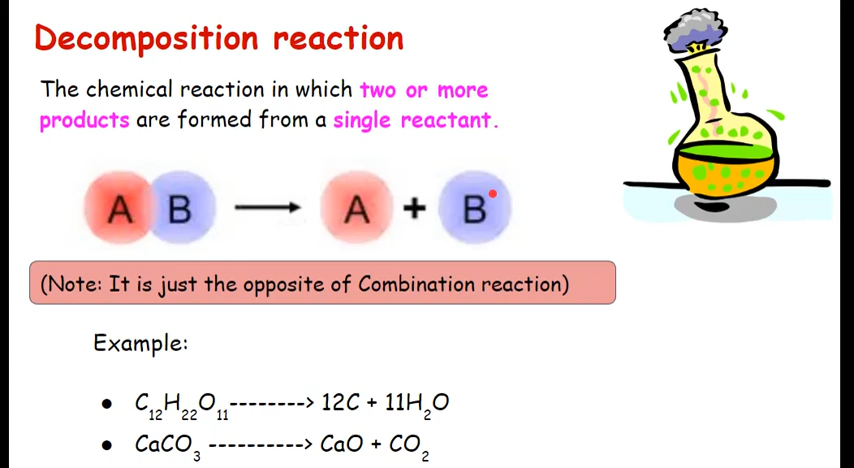 Decomposition reaction
The chemical reaction in which two or more
products are formed from a single reactant.
A B → A + B
(Note: It is just the opposite of Combination reaction)
Example:
● C₁₂H₂₂O₁₁--------> 12C + 11H₂O
● CaCO₃ ----------> CaO + CO₂